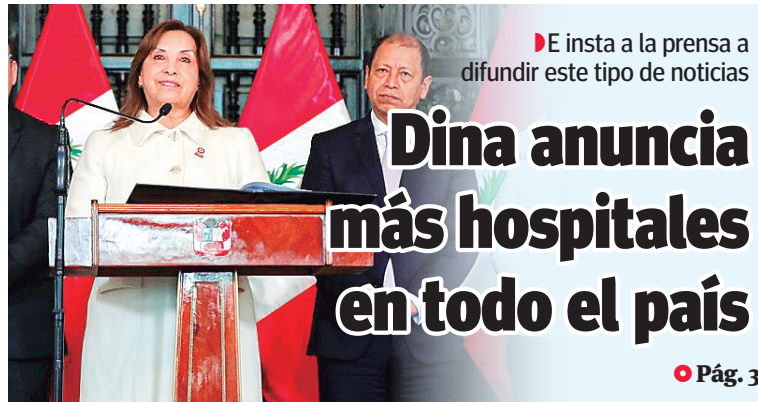 E insta a la prensa a
difundir este tipo de noticias
Dina anuncia
más hospitales
en todo el país
Pág. 3